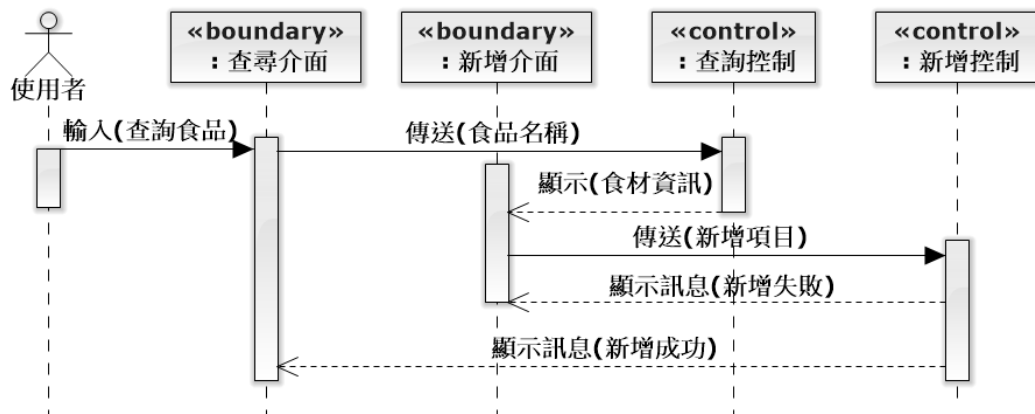 «boundary»
: 查尋介面
«boundary»
: 新增介面
«control»
: 查詢控制
«control»
: 新增控制
使用者
輸入(查詢食品)
傳送(食品名稱)
顯示(食材資訊)
傳送(新增項目)
顯示訊息(新增失敗)
顯示訊息(新增成功)